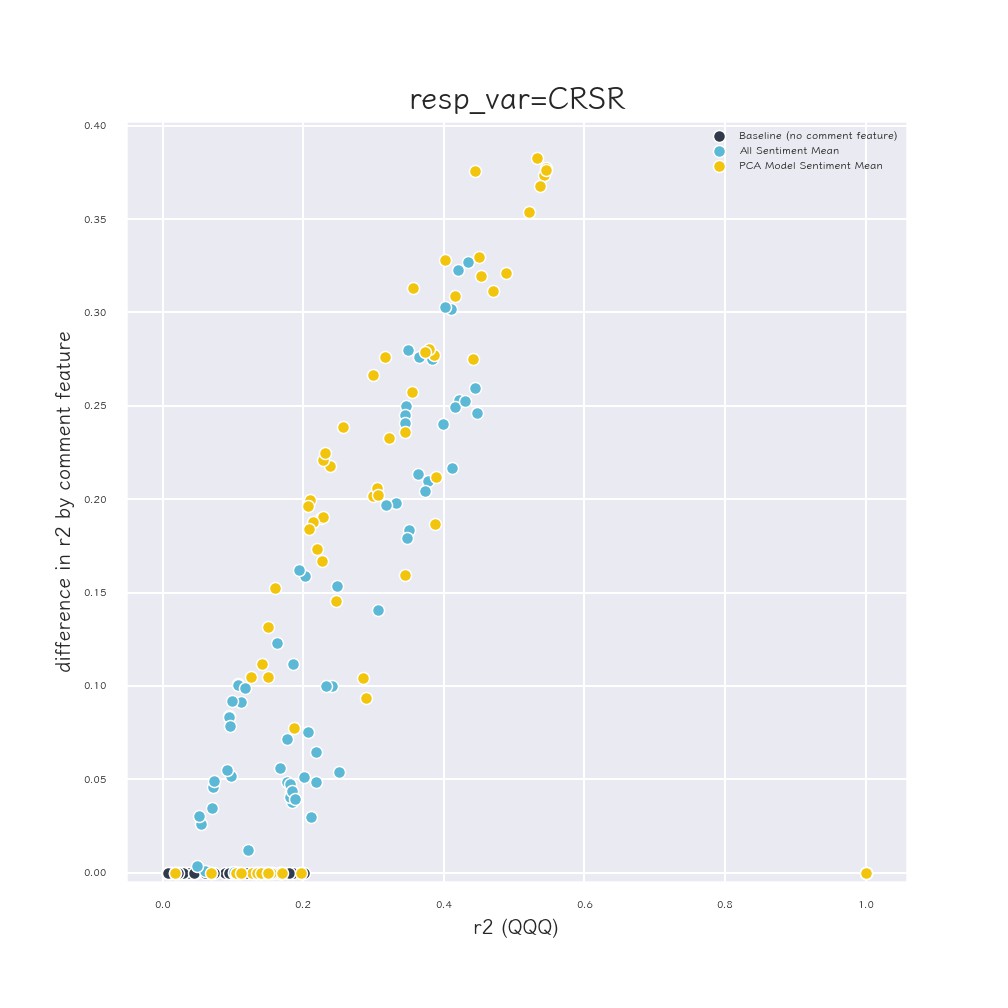 resp_var=CRSR
Baseline (no comment feature)
All Sentiment Mean
PCA Model Sentiment Mean
difference in r2 by comment feature
0.40
0.35
0.30
0.25
0.20
0.15
0.10
0.05
0.00
0.0 0.2 0.4 0.6 0.8 1.0
r2 (QQQ)